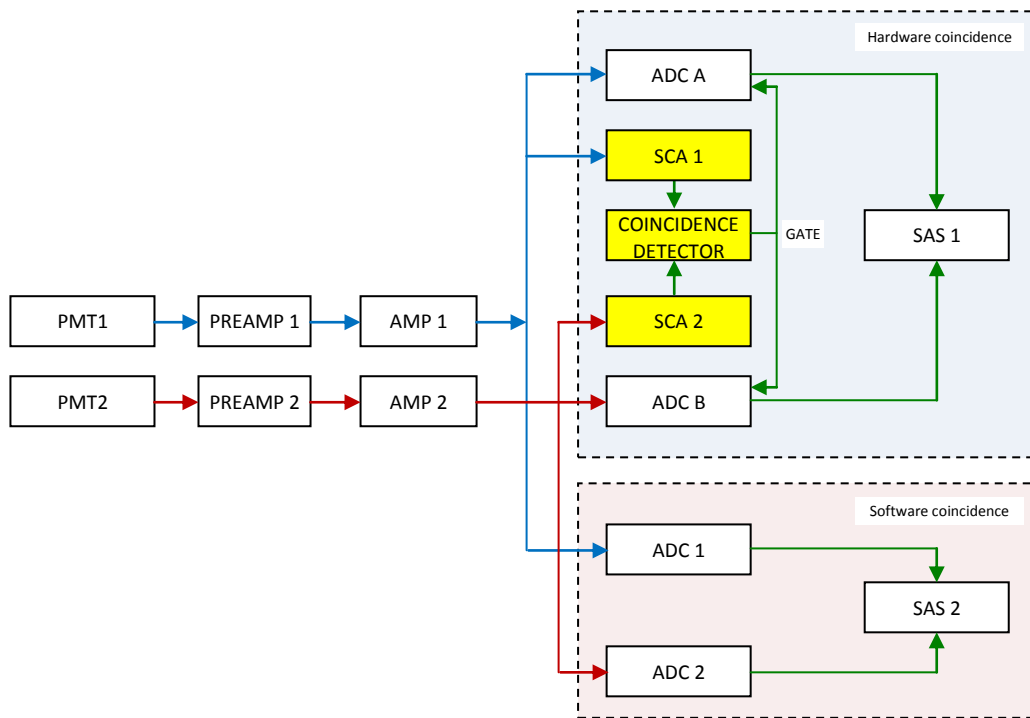 Hardware coincidence
ADC A
SCA 1
COINCIDENCE
DETECTOR
GATE
SAS 1
PMT1
PREAMP 1
AMP 1
SCA 2
PMT2
PREAMP 2
AMP 2
ADC B
Software coincidence
ADC 1
SAS 2
ADC 2